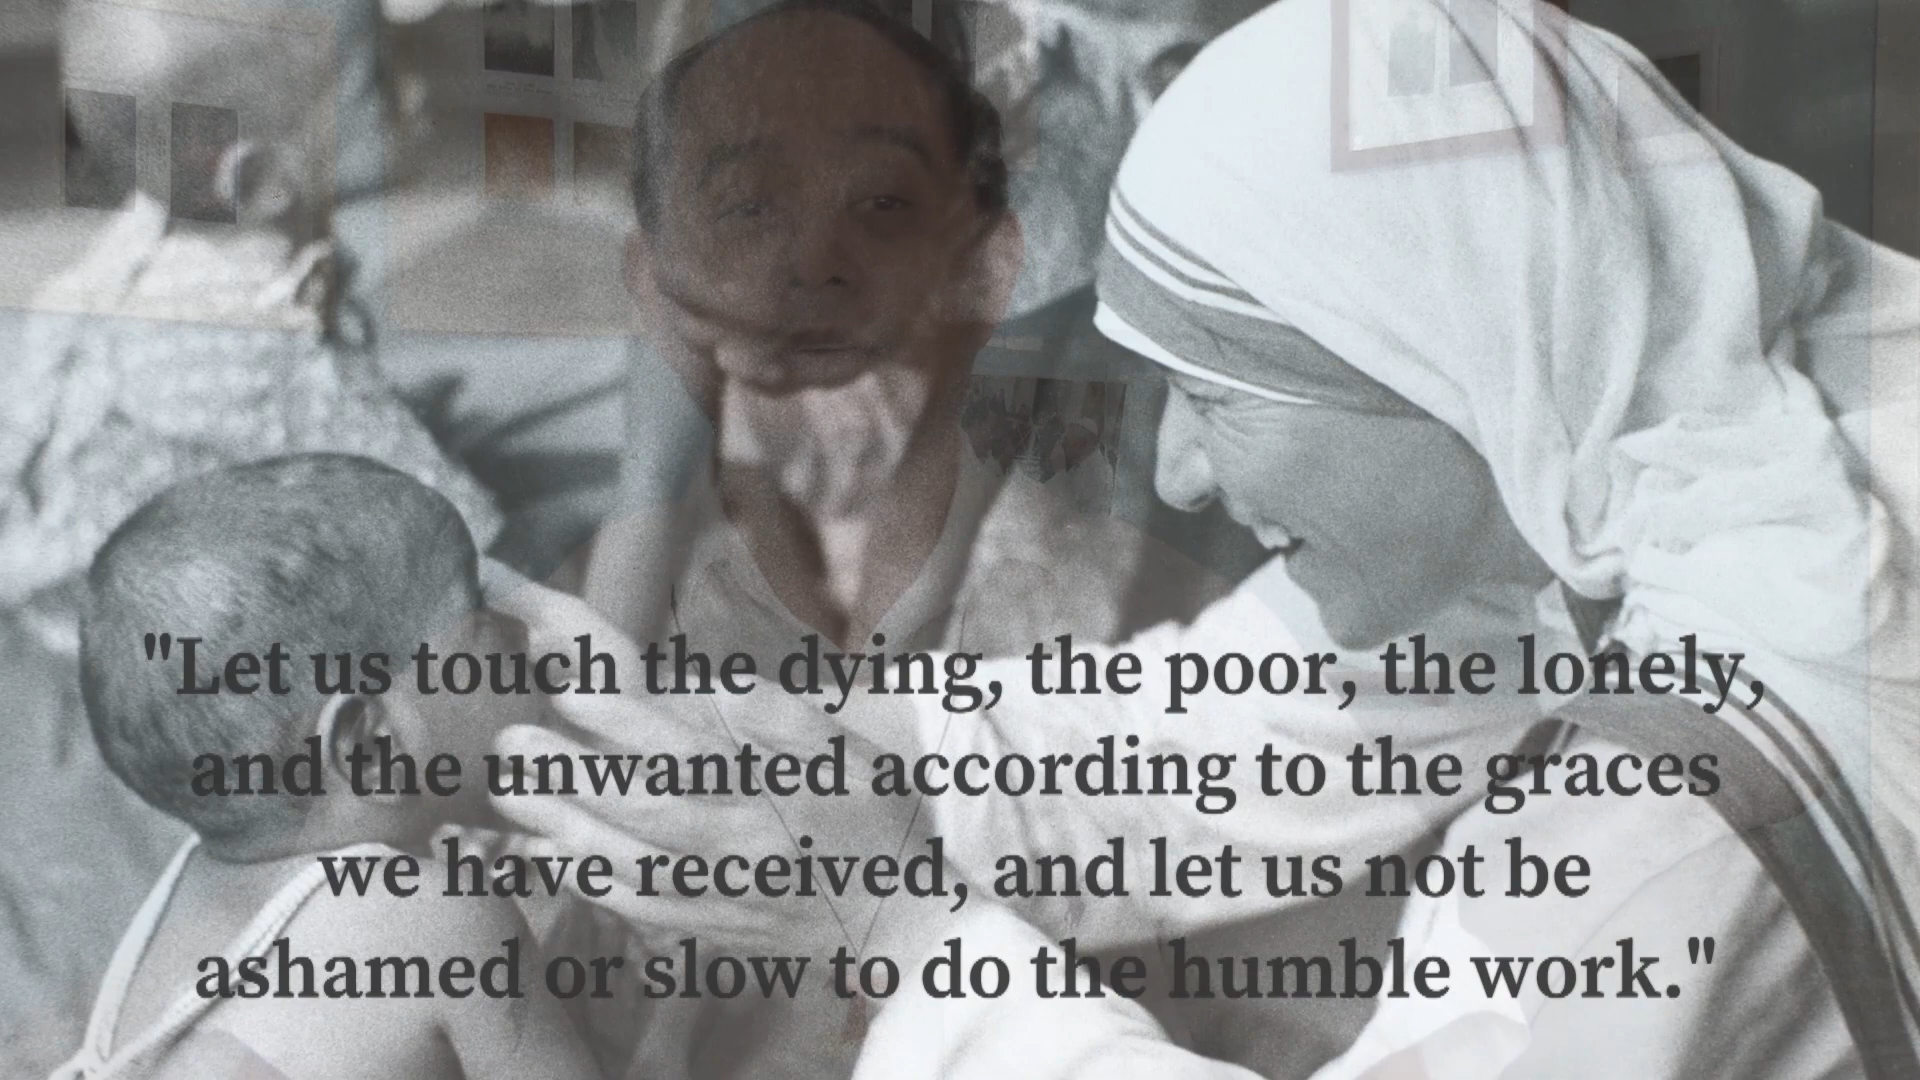 "Let us touch the dying, the poor, the lonely,
and the unwanted according to the graces
we have received, and let us not be
ashamed or slow to do the humble work."